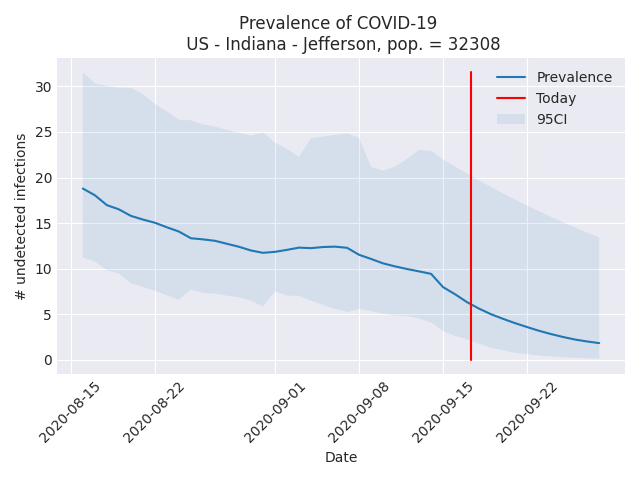 Prevalence of COVID-19
US - Indiana - Jefferson, pop. = 32308
# undetected infections
30
25
20
15
10
5
0
Prevalence
Today
95CI
2020-08-15
2020-08-22
2020-09-01
2020-09-08
2020-09-15
2020-09-22
Date